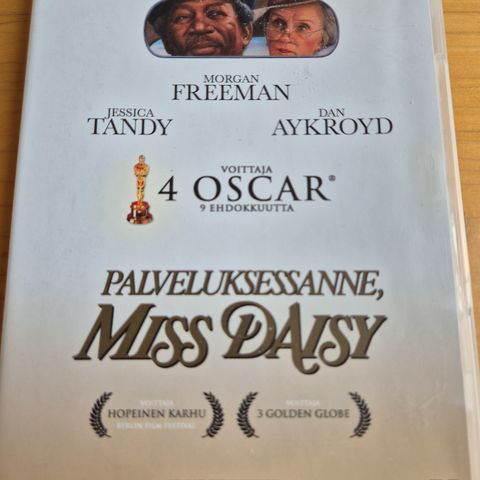 MORGAN
FREEMAN
JESSICA
TANDY
DAN
AYKROYD
VOITTAJA
4 OSCAR®
9 EHDOKKUUTTA
PALVELUKSESSANNE,
MISS DAISY
VOITTAJA
HOPEINEN KARHU
BERLIN FILM FESTIVAL
VOITTAJA
3 GOLDEN GLOBE